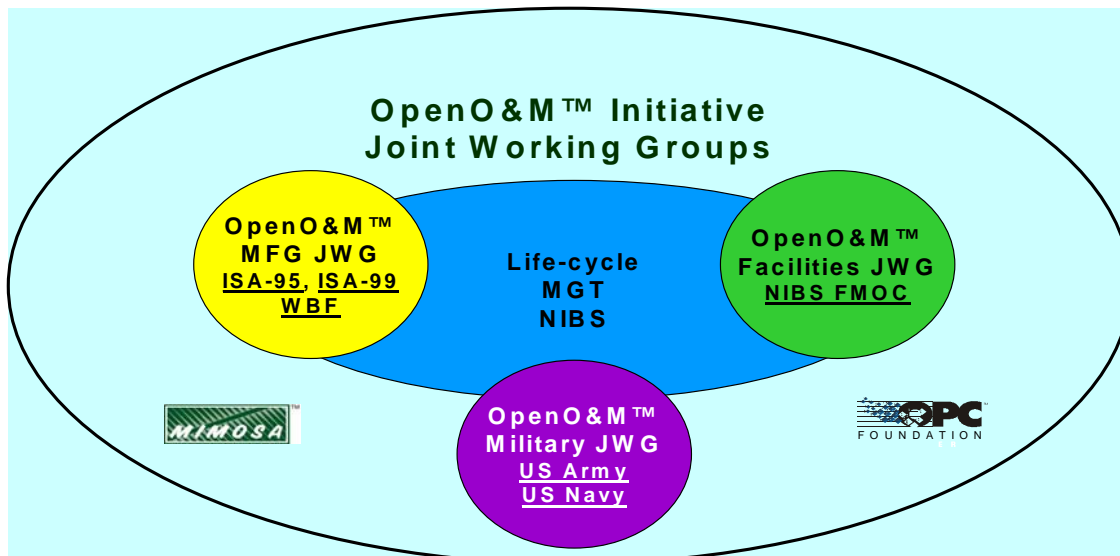 OpenO&M™ Initiative
Joint Working Groups
OpenO&M™
MFG JWG
ISA-95, ISA-99
WBF
Life-cycle
MGT
NIBS
OpenO&M™
Facilities JWG
NIBS FMOC
OpenO&M™
Military JWG
US Army
US Navy
MIMOSA™
OPC
FOUNDATION